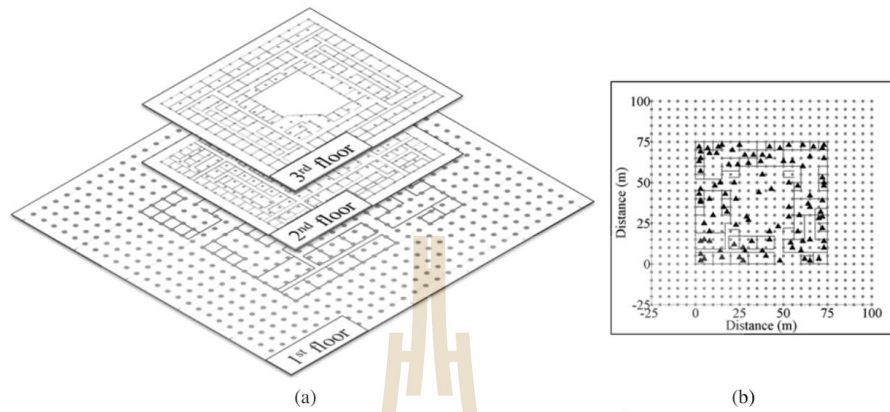 3rd floor
2nd floor
1st floor
(a)
Distance (m)
100
75
50
25
0
-25
-25 0 25 50 75 100
Distance (m)
(b)